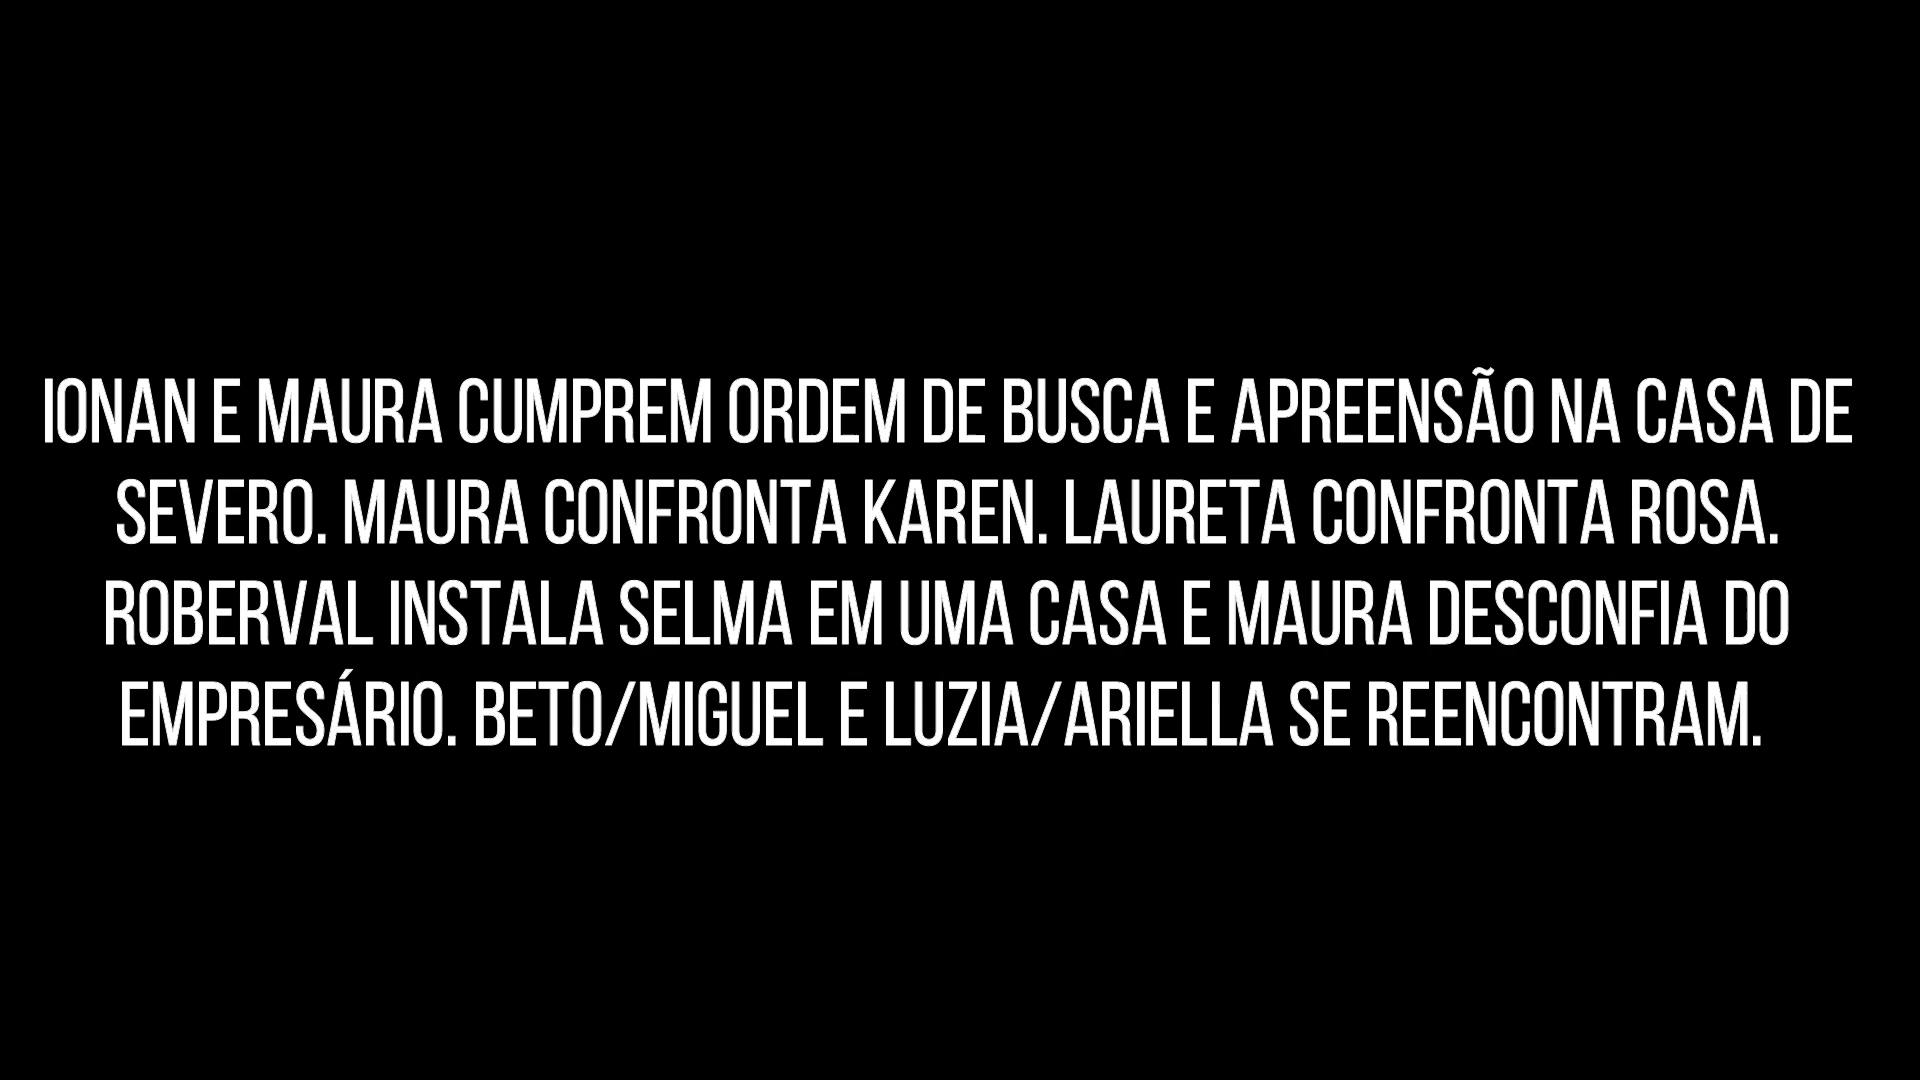 IONAN E MAURA CUMPREM ORDEM DE BUSCA E APREENSÃO NA CASA DE
SEVERO. MAURA CONFRONTA KAREN. LAURETA CONFRONTA ROSA.
ROBERVAL INSTALA SELMA EM UMA CASA E MAURA DESCONFIA DO
EMPRESÁRIO. BETO/MIGUEL E LUZIA/ARIELLA SE REENCONTRAM.